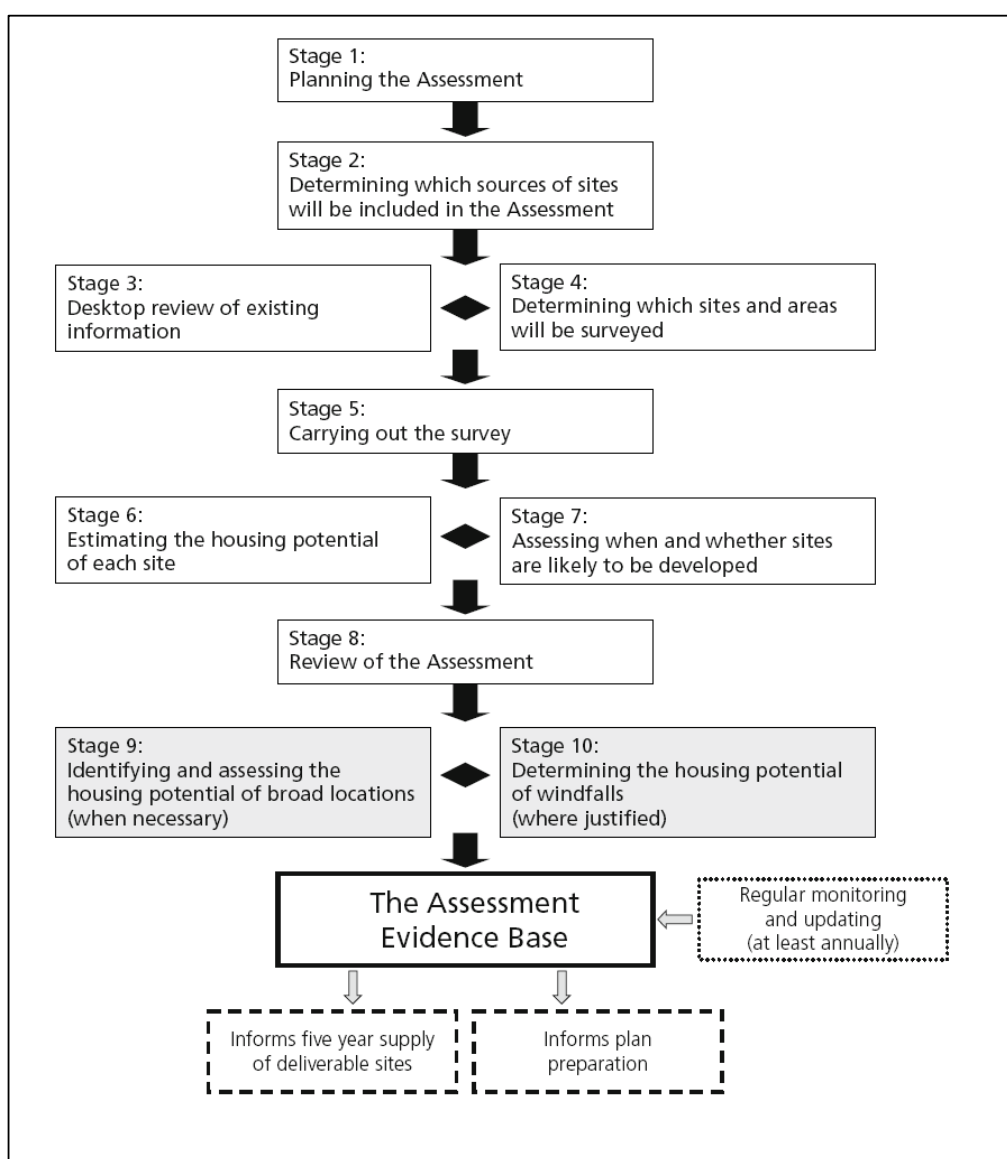 Stage 1:
Planning the Assessment
Stage 2:
Determining which sources of sites
will be included in the Assessment
Stage 3:
Desktop review of existing
information
Stage 4:
Determining which sites and areas
will be surveyed
Stage 5:
Carrying out the survey
Stage 6:
Estimating the housing potential
of each site
Stage 7:
Assessing when and whether sites
are likely to be developed
Stage 8:
Review of the Assessment
Stage 9:
Identifying and assessing the
housing potential of broad locations
(when necessary)
Stage 10:
Determining the housing potential
of windfalls
(where justified)
The Assessment
Evidence Base
Regular monitoring
and updating
(at least annually)
Informs five year supply
of deliverable sites
Informs plan
preparation